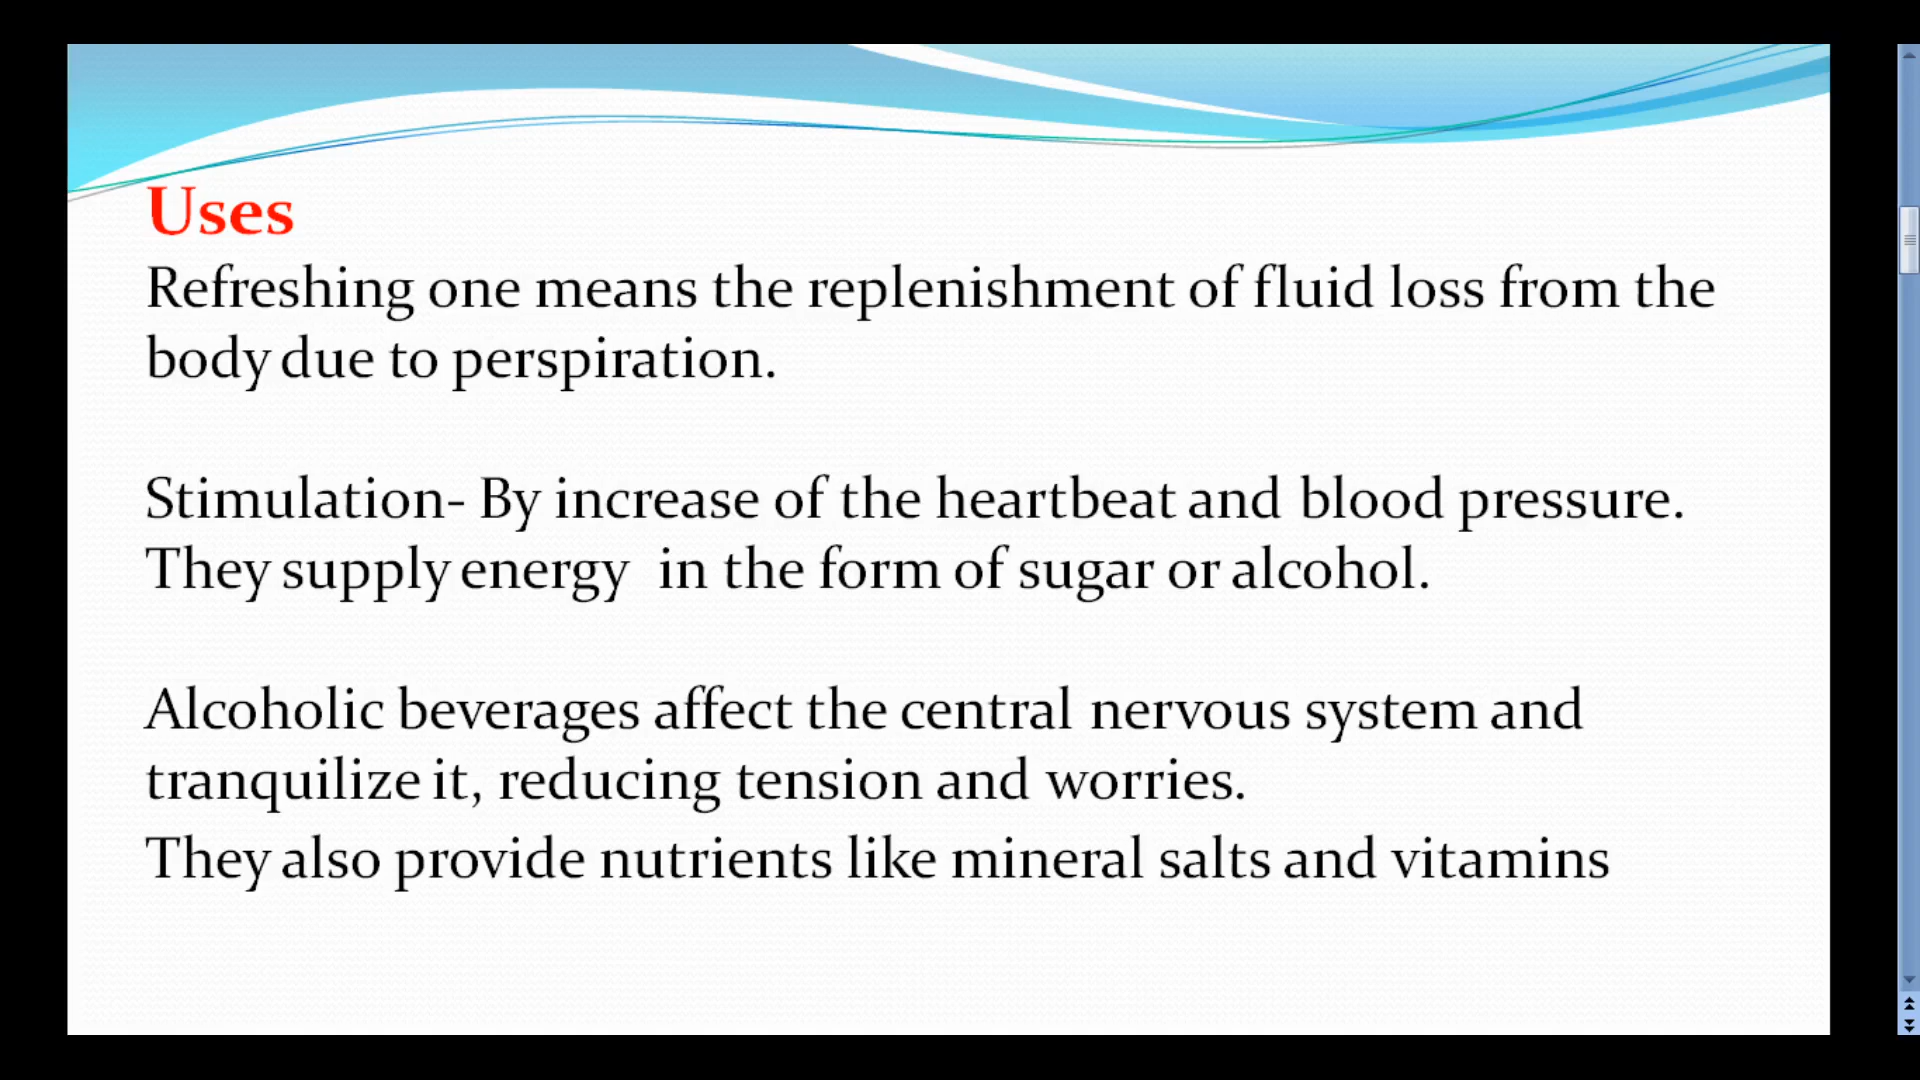 Uses
Refreshing one means the replenishment of fluid loss from the
body due to perspiration.
Stimulation- By increase of the heartbeat and blood pressure.
They supply energy in the form of sugar or alcohol.
Alcoholic beverages affect the central nervous system and
tranquilize it, reducing tension and worries.
They also provide nutrients like mineral salts and vitamins